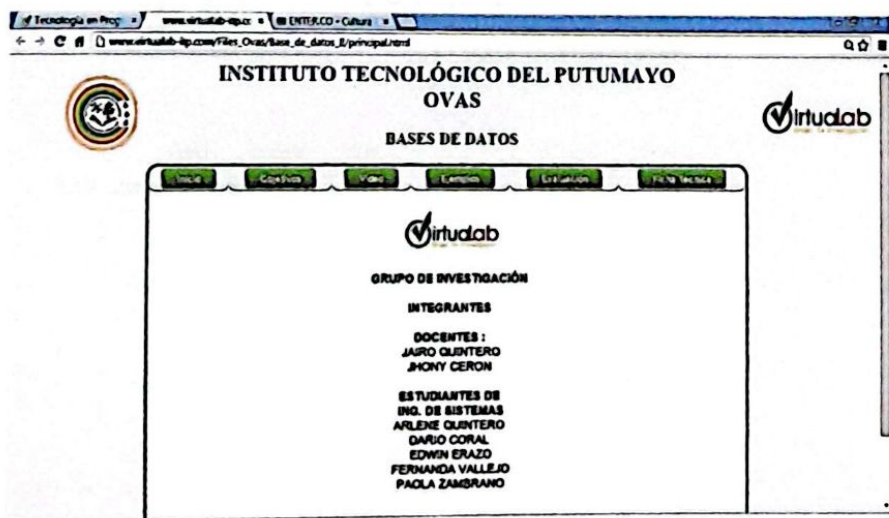 Tecnología en Prog
www.virtualab-itp.cc
ENTER.CO - Cultura
www.virtualab-itp.com/Files_Ovas/Base_de_datos_II/principal.html
INSTITUTO TECNOLÓGICO DEL PUTUMAYO
OVAS
BASES DE DATOS
Virtualab
Inicio
Objetivos
Video
Ejemplos
Evaluación
Ficha Técnica
Virtualab
GRUPO DE INVESTIGACIÓN
INTEGRANTES
DOCENTES :
JAIRO QUINTERO
JHONY CERON
ESTUDIANTES DE
ING. DE SISTEMAS
ARLENE QUINTERO
DARIO CORAL
EDWIN ERAZO
FERNANDA VALLEJO
PAOLA ZAMBRANO